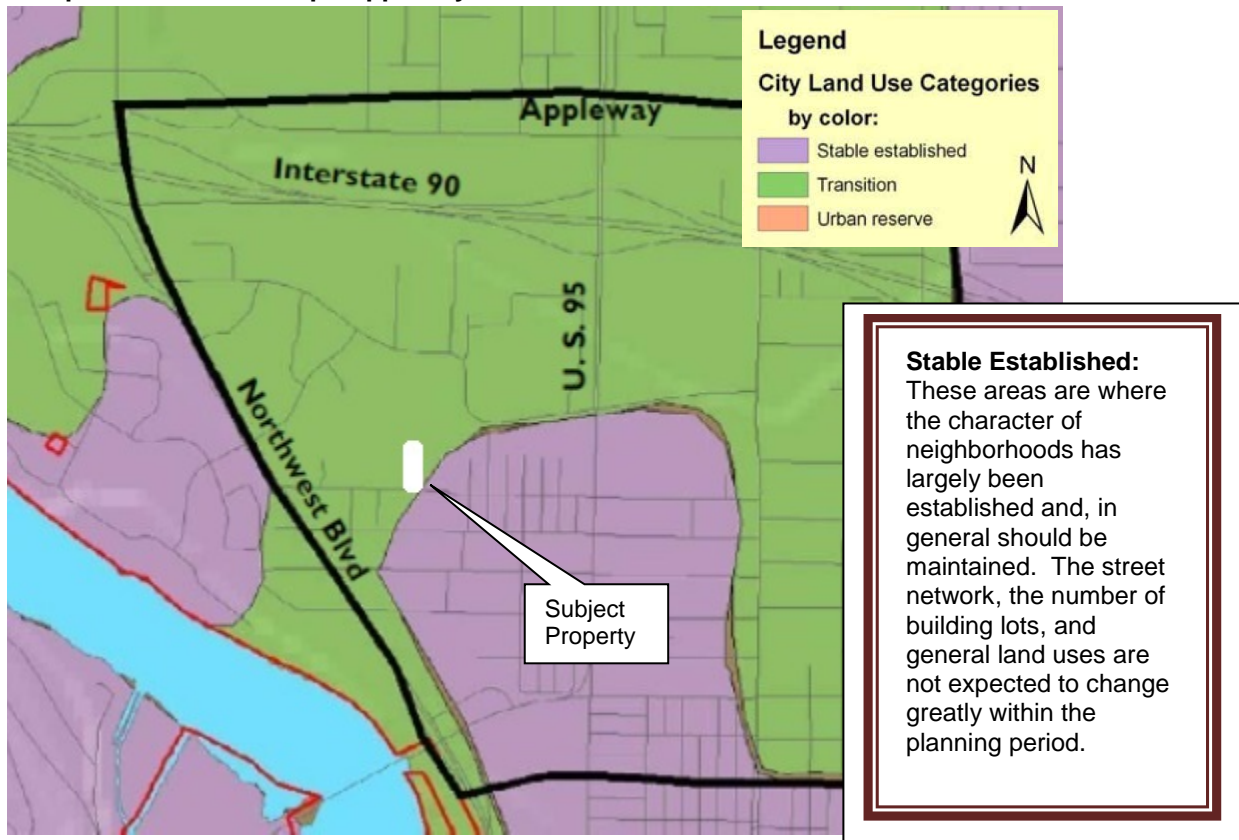 Legend
City Land Use Categories
by color:
Stable established
Transition
Urban reserve
N
Appleway
Interstate 90
U. S. 95
Northwest Blvd
Subject
Property
Stable Established:
These areas are where
the character of
neighborhoods has
largely been
established and, in
general should be
maintained. The street
network, the number of
building lots, and
general land uses are
not expected to change
greatly within the
planning period.